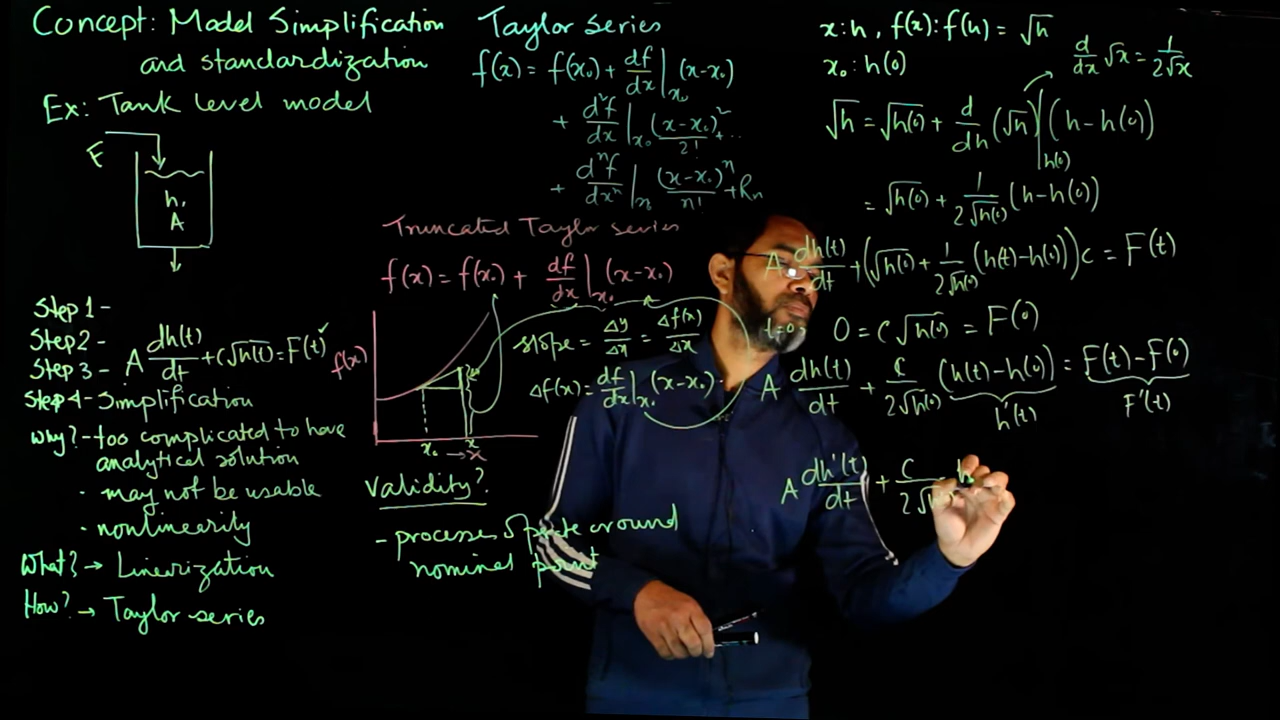 Concept: Model Simplification
and standardization
Ex: Tank level model
F
h,
A
Step 1 -
Step 2 -
Step 3 - A dh(t)/dt + C√h(t) = F(t) ✓
Step 4 - Simplification
Why? - too complicated to have
analytical solution
· may not be usable
· nonlinearity
What? → Linearization
How? → Taylor series
Taylor series
f(x) = f(x₀) + df/dx|x₀ (x-x₀)
+ d²f/dx|x₀ (x-x₀)²/2! + ..
+ dⁿf/dxⁿ|x₀ (x-x₀)ⁿ/n! + Rn
Truncated Taylor series
f(x) = f(x₀) + df/dx|x₀ (x-x₀)
f(x)
x₀ → x
x
slope = Δy/Δx = Δf(x)/Δx
Δf(x) = df/dx|x₀ (x-x₀)
Validity?
- processes operate around
nominal point
x: h, f(x): f(h) = √h
x₀: h(0)
d/dx √x = 1/2√x
√h = √h(0) + d/dh (√h)|h(0) (h-h(0))
= √h(0) + 1/2√h(0) (h-h(0))
A dh(t)/dt + (√h(0) + 1/2√h(0) (h(t)-h(0)))c = F(t)
t=0, 0 = C√h(0) = F(0)
A dh(t)/dt + C/2√h(0) (h(t)-h(0)) = F(t)-F(0)
h'(t)
F'(t)
A dh'(t)/dt + C/2√h